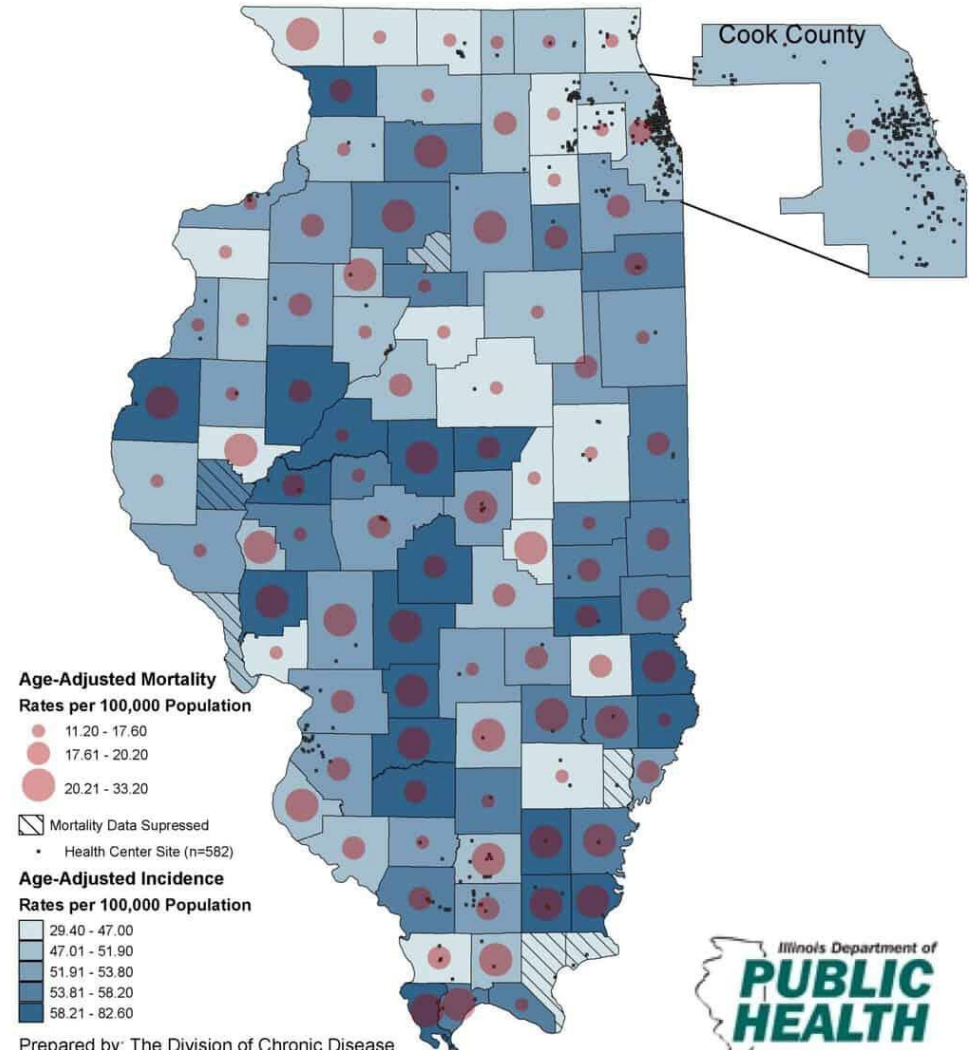 Cook County
Age-Adjusted Mortality
Rates per 100,000 Population
11.20 - 17.60
17.61 - 20.20
20.21 - 33.20
Mortality Data Supressed
Health Center Site (n=582)
Age-Adjusted Incidence
Rates per 100,000 Population
29.40 - 47.00
47.01 - 51.90
51.91 - 53.80
53.81 - 58.20
58.21 - 82.60
Prepared by: The Division of Chronic Disease
Illinois Department of
PUBLIC
HEALTH